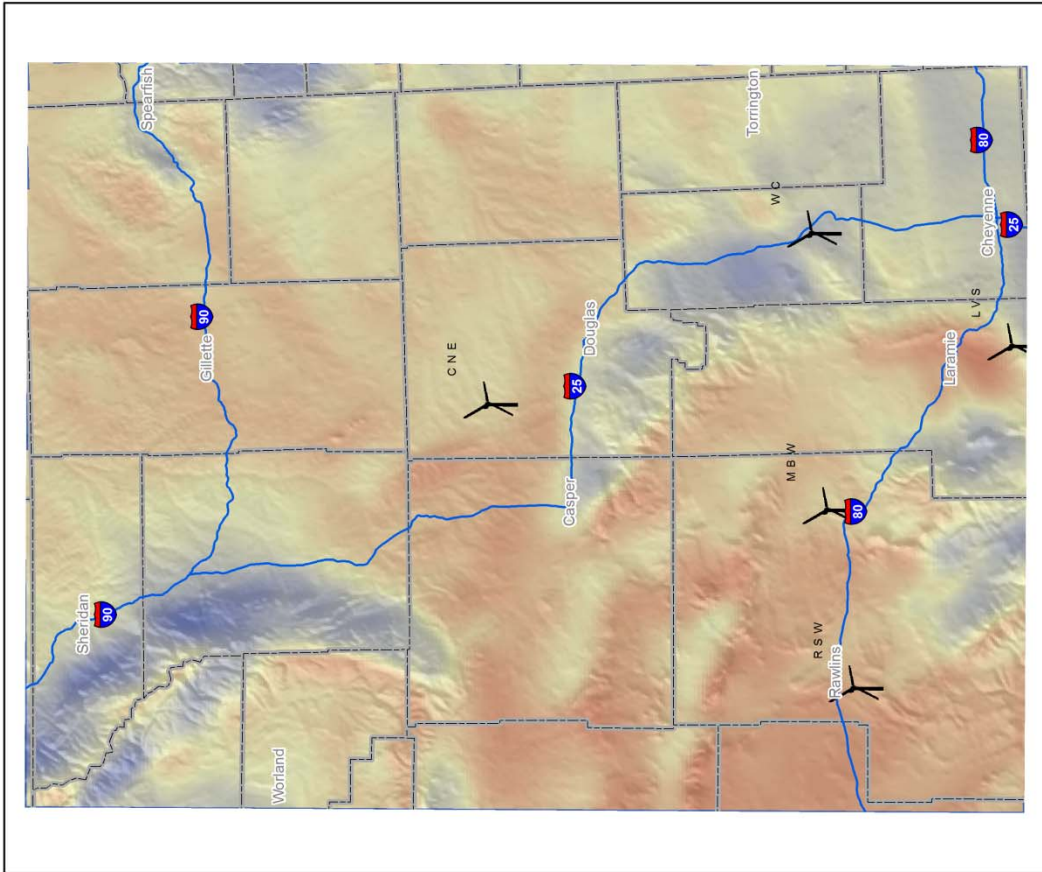 Sheridan
90
Spearfish
Gillette
90
Worland
CNE
Casper
25
Douglas
Torrington
WC
RSW
Rawlins
MBW
80
Laramie
LVS
Cheyenne
80
25